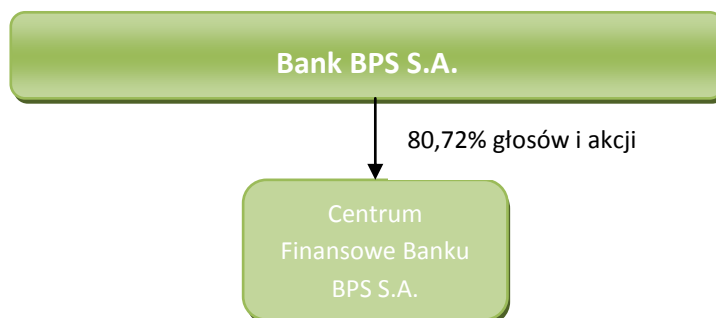 Bank BPS S.A.
80,72% głosów i akcji
Centrum
Finansowe Banku
BPS S.A.